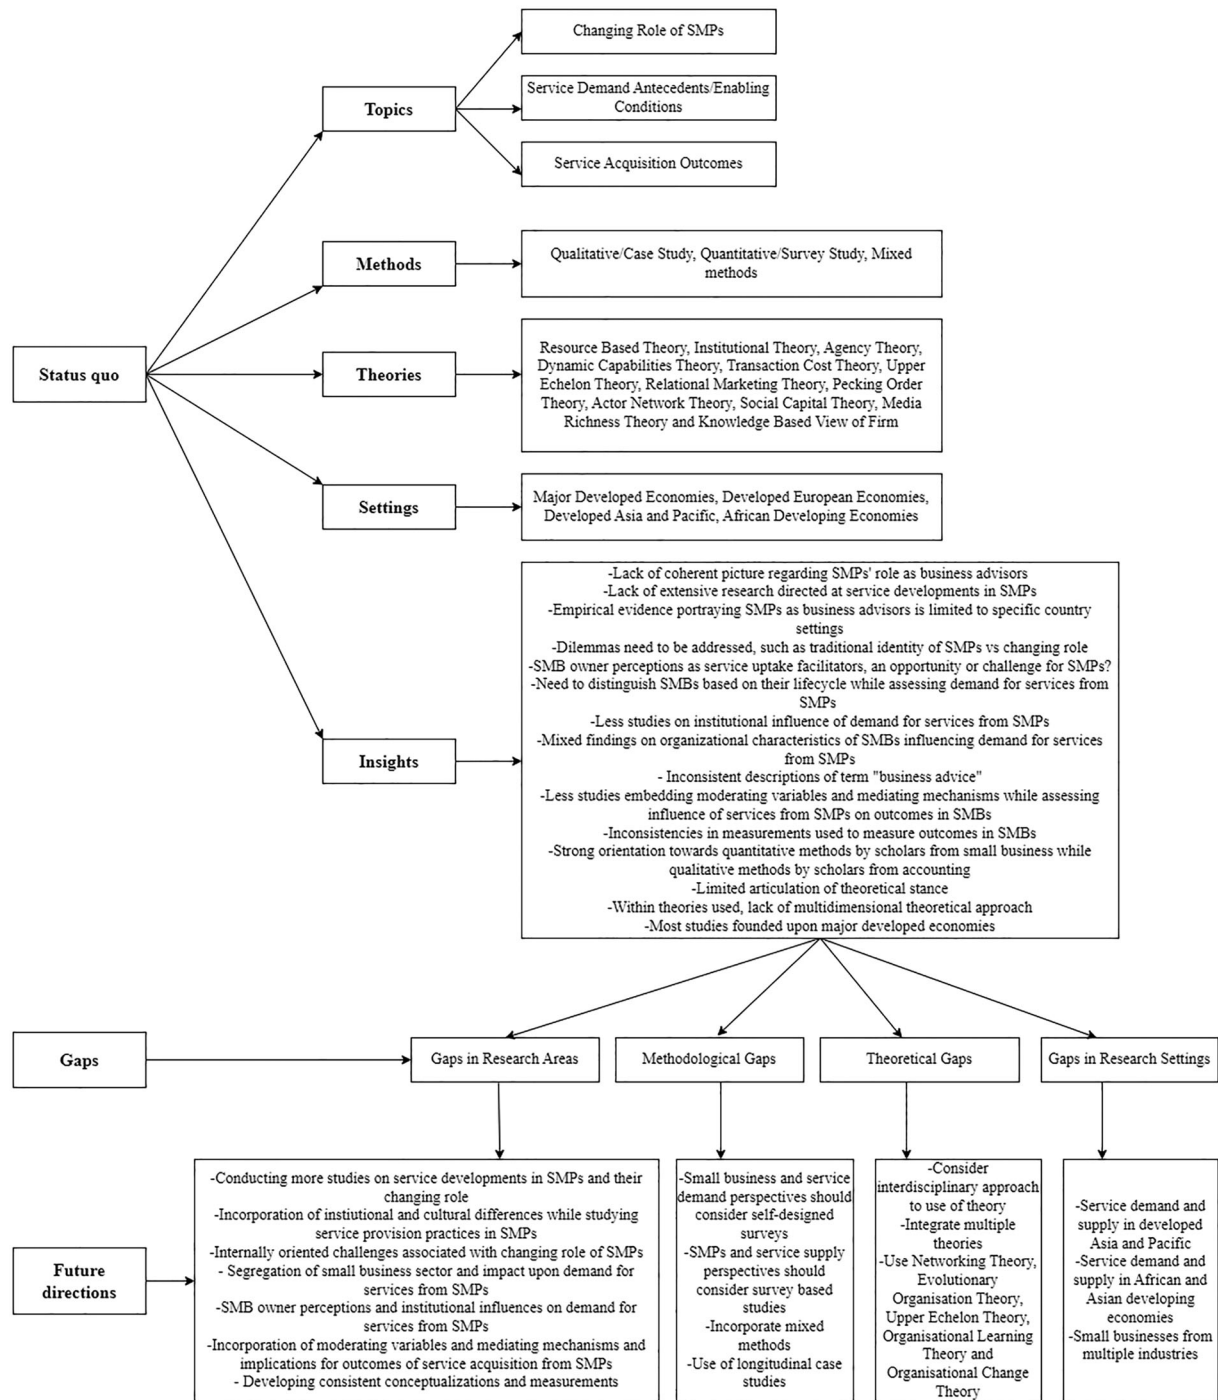 Changing Role of SMPs
Service Demand Antecedents/Enabling
Conditions
Topics
Service Acquisition Outcomes
Methods
Qualitative/Case Study, Quantitative/Survey Study, Mixed
methods
Status quo
Theories
Resource Based Theory, Institutional Theory, Agency Theory,
Dynamic Capabilities Theory, Transaction Cost Theory, Upper
Echelon Theory, Relational Marketing Theory, Pecking Order
Theory, Actor Network Theory, Social Capital Theory, Media
Richness Theory and Knowledge Based View of Firm
Settings
Major Developed Economies, Developed European Economies,
Developed Asia and Pacific, African Developing Economies
Insights
-Lack of coherent picture regarding SMPs' role as business advisors
-Lack of extensive research directed at service developments in SMPs
-Empirical evidence portraying SMPs as business advisors is limited to specific country
settings
-Dilemmas need to be addressed, such as traditional identity of SMPs vs changing role
-SMB owner perceptions as service uptake facilitators, an opportunity or challenge for SMPs?
-Need to distinguish SMBs based on their lifecycle while assessing demand for services from
SMPs
-Less studies on institutional influence of demand for services from SMPs
-Mixed findings on organizational characteristics of SMBs influencing demand for services
from SMPs
- Inconsistent descriptions of term "business advice"
-Less studies embedding moderating variables and mediating mechanisms while assessing
influence of services from SMPs on outcomes in SMBs
-Inconsistencies in measurements used to measure outcomes in SMBs
-Strong orientation towards quantitative methods by scholars from small business while
qualitative methods by scholars from accounting
-Limited articulation of theoretical stance
-Within theories used, lack of multidimensional theoretical approach
-Most studies founded upon major developed economies
Gaps
Gaps in Research Areas
Methodological Gaps
Theoretical Gaps
Gaps in Research Settings
Future
directions
-Conducting more studies on service developments in SMPs and their
changing role
-Incorporation of instiutional and cultural differences while studying
service provision practices in SMPs
-Internally oriented challenges associated with changing role of SMPs
- Segregation of small business sector and impact upon demand for
services from SMPs
-SMB owner perceptions and institutional influences on demand for
services from SMPs
-Incorporation of moderating variables and mediating mechanisms and
implications for outcomes of service acquisition from SMPs
- Developing consistent conceptualizations and measurements
-Small business and service
demand perspectives should
consider self-designed
surveys
-SMPs and service supply
perspectives should
consider survey based
studies
-Incorporate mixed
methods
-Use of longitudinal case
studies
-Consider
interdisciplinary approach
to use of theory
-Integrate multiple
theories
-Use Networking Theory,
Evolutionary
Organisation Theory,
Upper Echelon Theory,
Organisational Learning
Theory and
Organisational Change
Theory
-Service demand and
supply in developed
Asia and Pacific
-Service demand and
supply in African and
Asian developing
economies
-Small businesses from
multiple industries